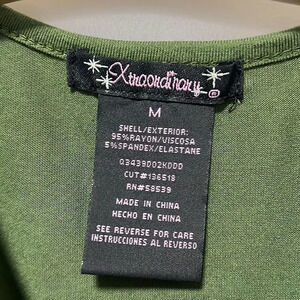 Xtraordinary ®
M
SHELL/EXTERIOR:
95%RAYON/VISCOSA
5%SPANDEX/ELASTANE
Q3439D02KDDD
CUT#136518
RN#58539
MADE IN CHINA
HECHO EN CHINA
SEE REVERSE FOR CARE
INSTRUCCIONES AL REVERSO